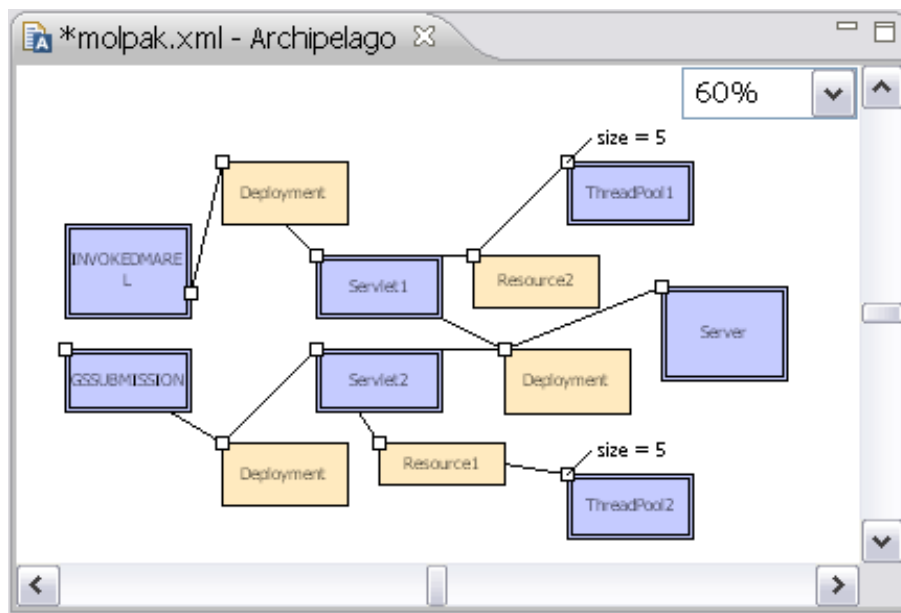 *molpak.xml - Archipelago
60%
size = 5
Deployment
ThreadPool1
INVOKEDMARE
L
Servlet1
Resource2
Server
GSSUBMISSION
Servlet2
Deployment
size = 5
Deployment
Resource1
ThreadPool2